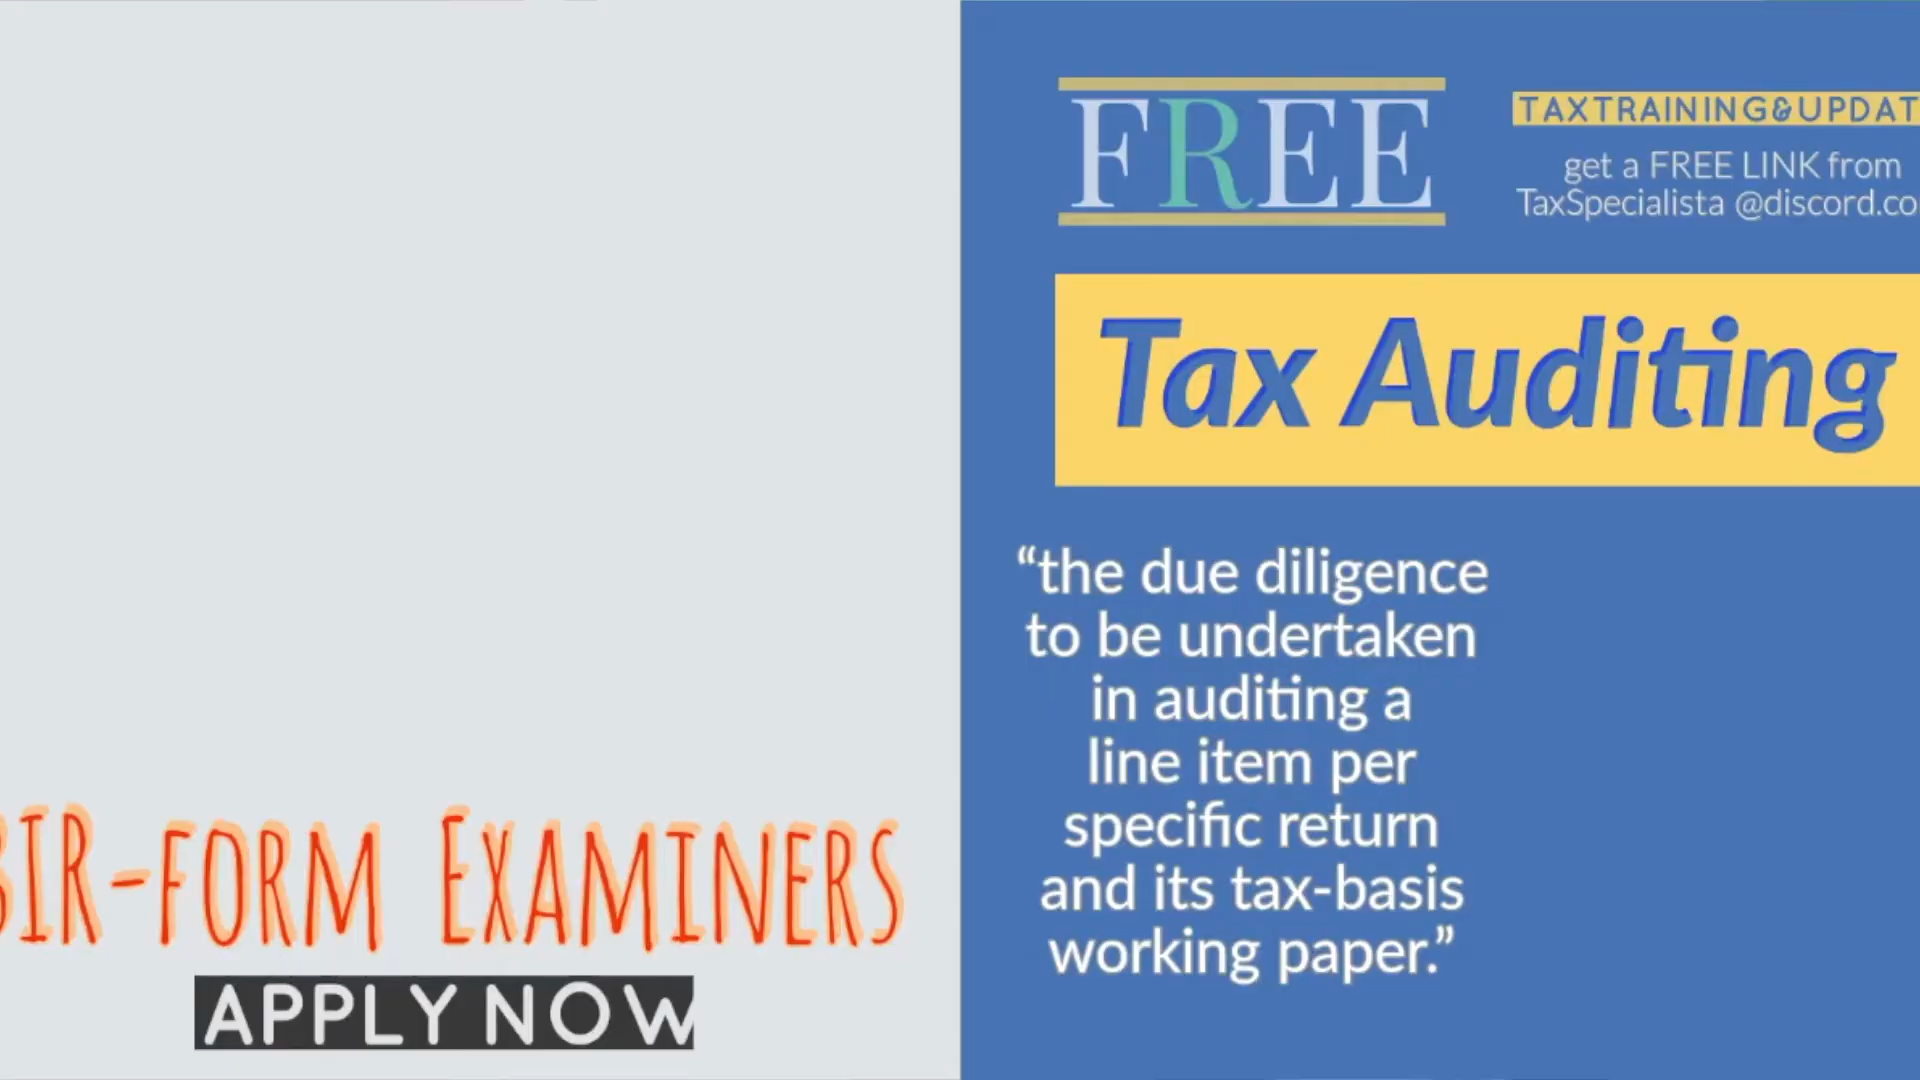 BIR-FORM EXAMINERS
APPLY NOW
FREE
TAXTRAINING&UPDAT
get a FREE LINK from
TaxSpecialista @discord.co
Tax Auditing
“the due diligence
to be undertaken
in auditing a
line item per
specific return
and its tax-basis
working paper.”